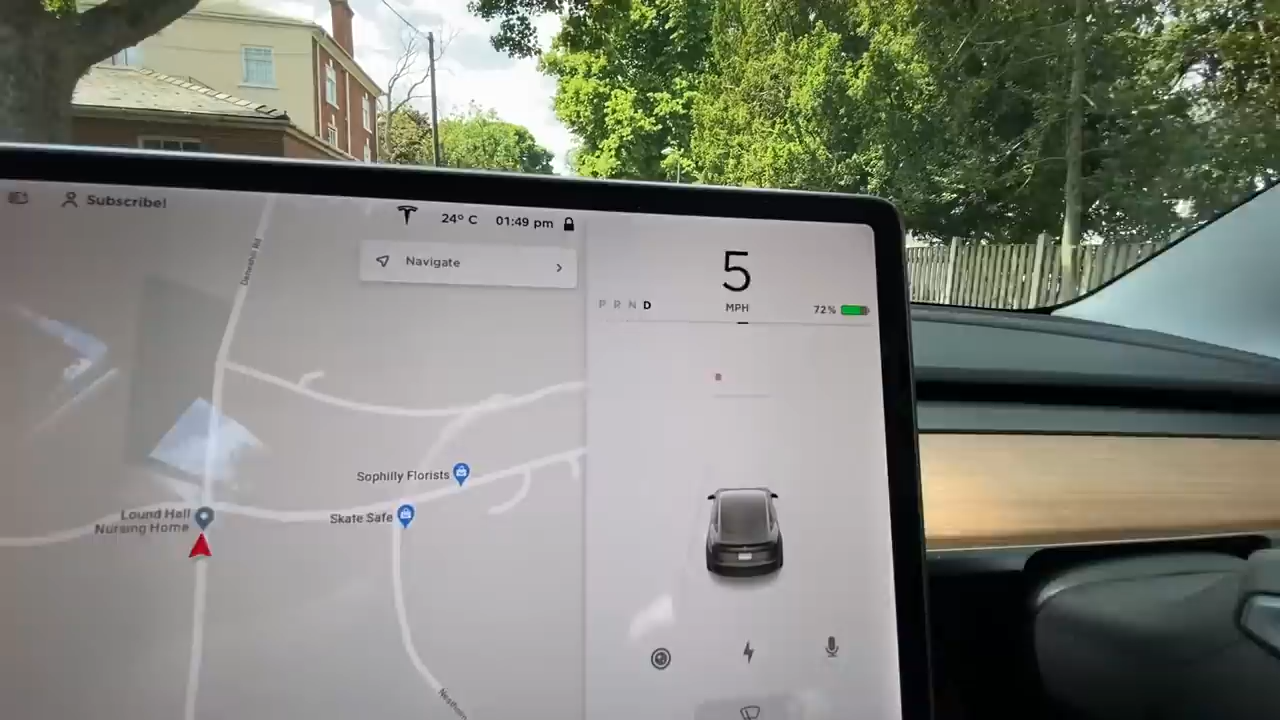 Subscribe!
24° C 01:49 pm
Navigate
5
MPH
P R N D
72%
Sophilly Florists
Skate Safe
Lound Hall
Nursing Home